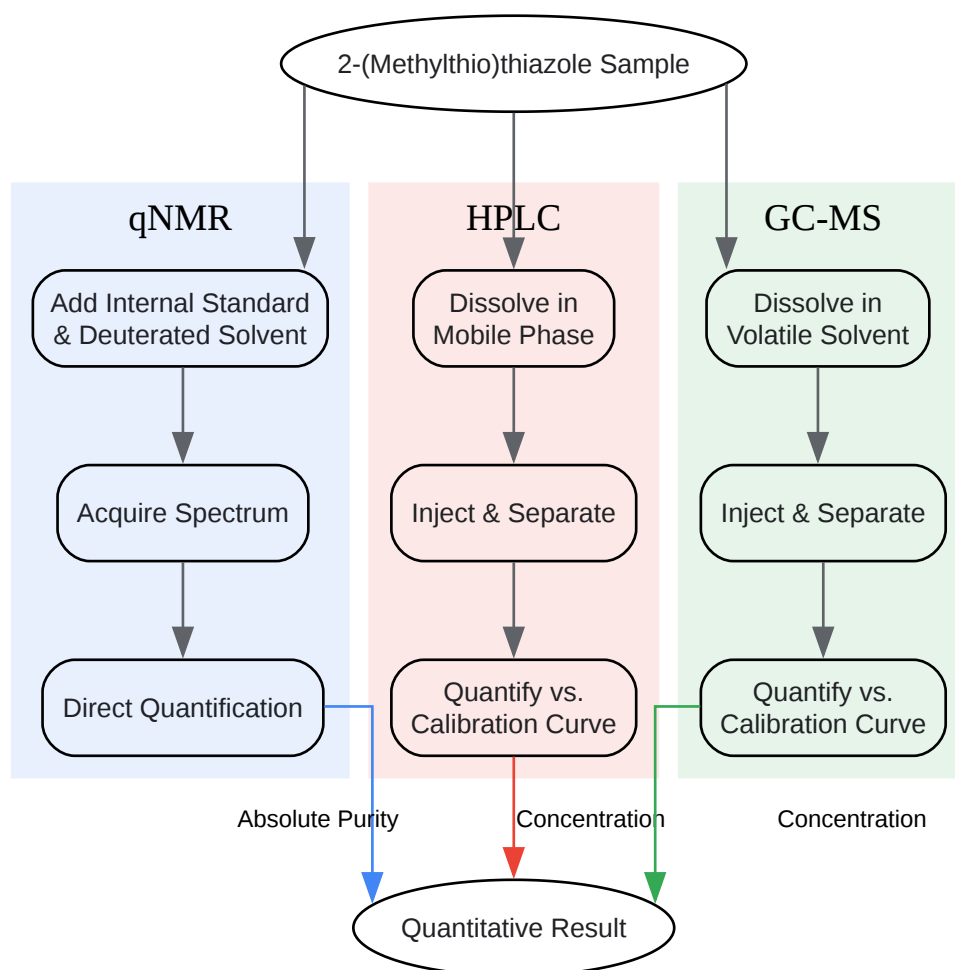 2-(Methylthio)thiazole Sample
qNMR
HPLC
GC-MS
Add Internal Standard
& Deuterated Solvent
Dissolve in
Mobile Phase
Dissolve in
Volatile Solvent
Acquire Spectrum
Inject & Separate
Inject & Separate
Direct Quantification
Quantify vs.
Calibration Curve
Quantify vs.
Calibration Curve
Absolute Purity
Concentration
Concentration
Quantitative Result